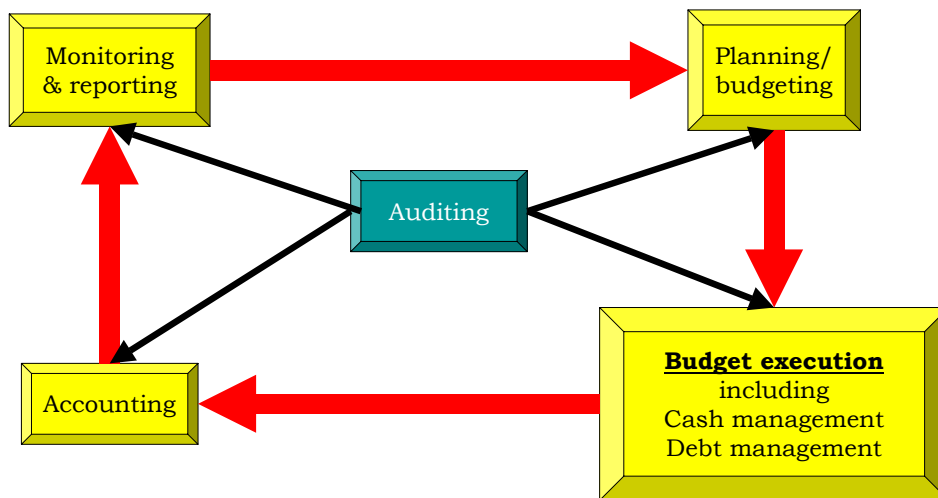 Monitoring
& reporting
Planning/
budgeting
Auditing
Accounting
Budget execution
including
Cash management
Debt management